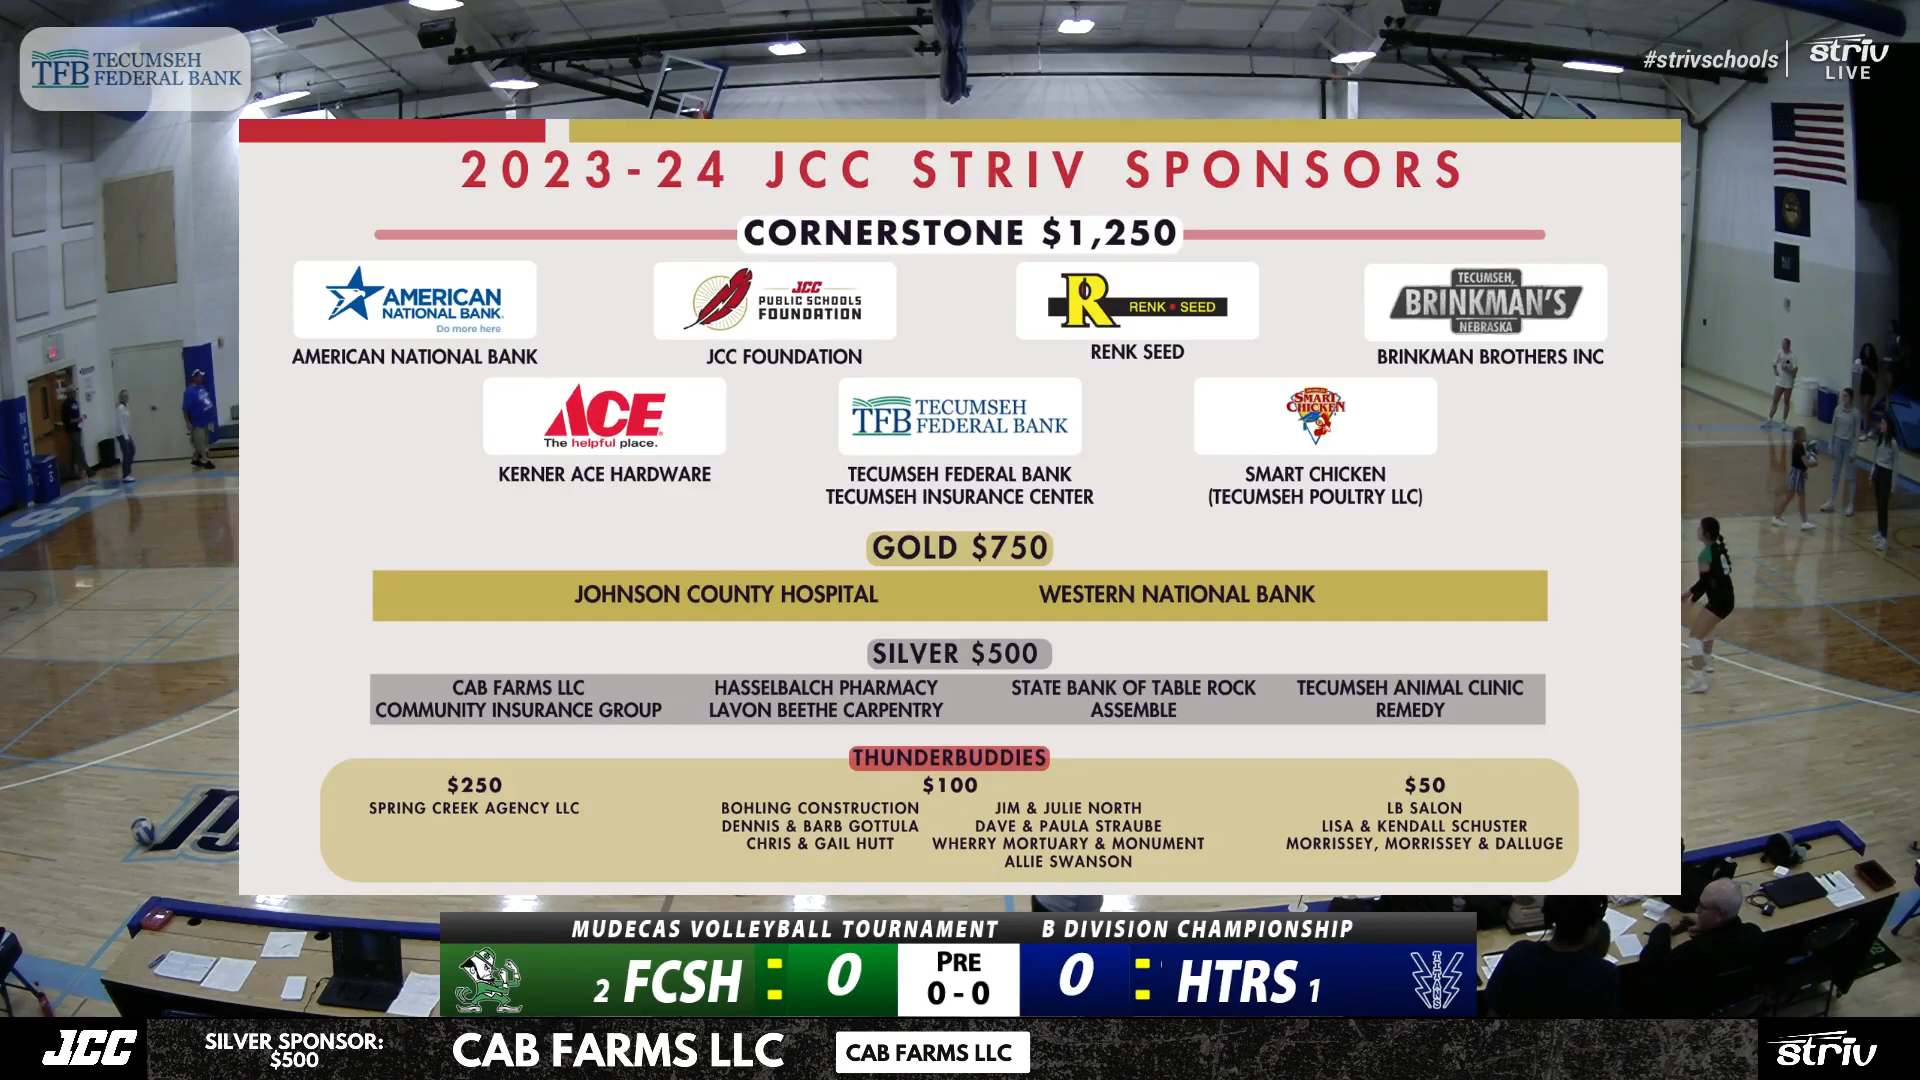 TFB TECUMSEH
FEDERAL BANK
#strivschools
striv
LIVE
2023-24 JCC STRIV SPONSORS
CORNERSTONE $1,250
AMERICAN
NATIONAL BANK
Do more here
AMERICAN NATIONAL BANK
JCC
PUBLIC SCHOOLS
FOUNDATION
JCC FOUNDATION
R
RENK SEED
RENK SEED
TECUMSEH,
BRINKMAN'S
NEBRASKA
BRINKMAN BROTHERS INC
ACE
The helpful place.
KERNER ACE HARDWARE
TFB TECUMSEH
FEDERAL BANK
TECUMSEH FEDERAL BANK
TECUMSEH INSURANCE CENTER
SMART
CHICKEN
SMART CHICKEN
(TECUMSEH POULTRY LLC)
GOLD $750
JOHNSON COUNTY HOSPITAL
WESTERN NATIONAL BANK
SILVER $500
CAB FARMS LLC
COMMUNITY INSURANCE GROUP
HASSELBALCH PHARMACY
LAVON BEETHE CARPENTRY
STATE BANK OF TABLE ROCK
ASSEMBLE
TECUMSEH ANIMAL CLINIC
REMEDY
THUNDERBUDDIES
$250
SPRING CREEK AGENCY LLC
$100
BOHLING CONSTRUCTION
DENNIS & BARB GOTTULA
CHRIS & GAIL HUTT
JIM & JULIE NORTH
DAVE & PAULA STRAUBE
WHERRY MORTUARY & MONUMENT
ALLIE SWANSON
$50
LB SALON
LISA & KENDALL SCHUSTER
MORRISSEY, MORRISSEY & DALLUGE
MUDECAS VOLLEYBALL TOURNAMENT B DIVISION CHAMPIONSHIP
2 FCSH 0
PRE
0 - 0
0 HTRS 1
TITANS
JCC
SILVER SPONSOR:
$500
CAB FARMS LLC
CAB FARMS LLC
striv